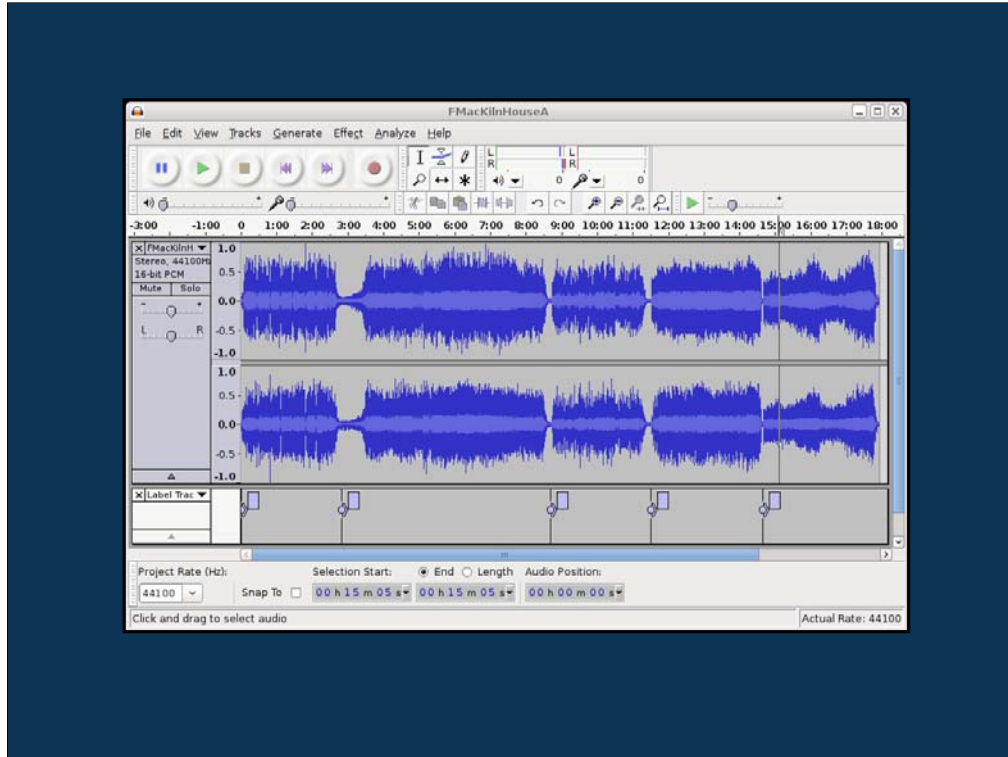 FMacKilnHouseA
File Edit View Tracks Generate Effect Analyze Help
L
R
L
R
0
0
-3:00 -1:00 0 1:00 2:00 3:00 4:00 5:00 6:00 7:00 8:00 9:00 10:00 11:00 12:00 13:00 14:00 15:00 16:00 17:00 18:00
X FMacKilnH
Stereo, 44100Hz
16-bit PCM
Mute Solo
- +
L R
1.0
0.5
0.0
-0.5
-1.0
1.0
0.5
0.0
-0.5
-1.0
X Label Trac
Project Rate (Hz): Selection Start: End Length Audio Position:
44100 Snap To 00 h 15 m 05 s 00 h 15 m 05 s 00 h 00 m 00 s
Click and drag to select audio Actual Rate: 44100